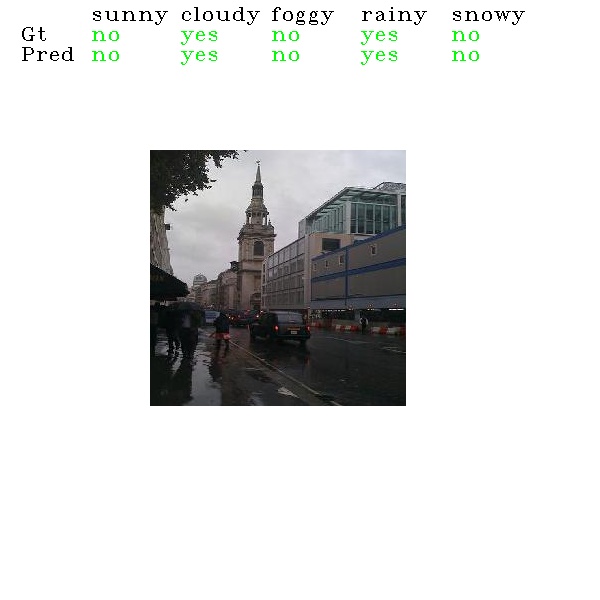 sunny cloudy foggy rainy snowy
Gt no yes no yes no
Pred no yes no yes no